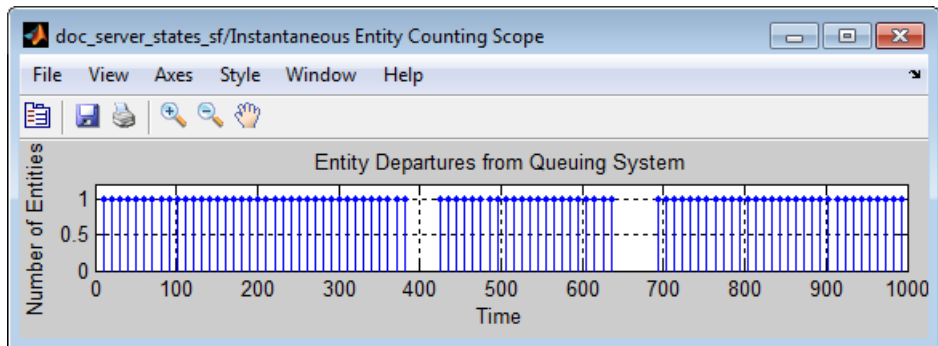 doc_server_states_sf/Instantaneous Entity Counting Scope
File View Axes Style Window Help
Entity Departures from Queuing System
Number of Entities
1
0.5
0
0 100 200 300 400 500 600 700 800 900 1000
Time